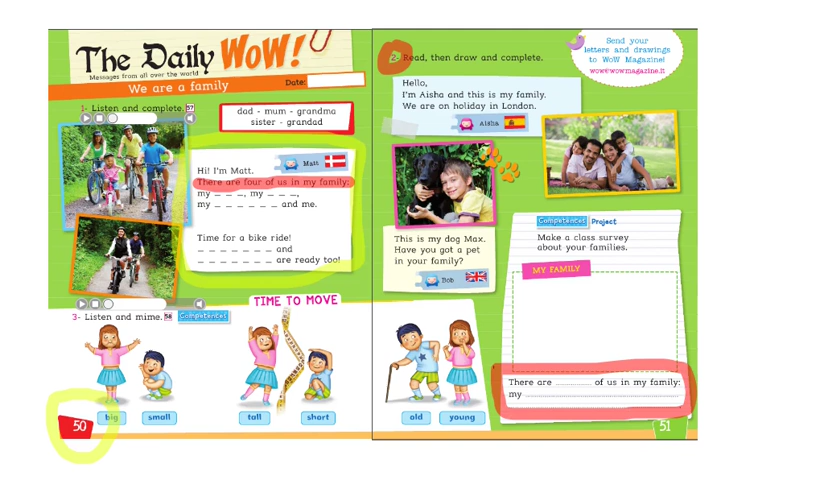 The Daily WOW!
Messages from all over the world
We are a family
Date:
1- Listen and complete. 57
dad - mum - grandma
sister - grandad
Matt
Hi! I'm Matt.
There are four of us in my family:
my _ _ _, my _ _ _,
my _ _ _ _ _ _ and me.
Time for a bike ride!
_ _ _ _ _ _ _ and
_ _ _ _ _ _ _ are ready too!
TIME TO MOVE
3- Listen and mime. 58 Competences
big
small
tall
short
50
2- Read, then draw and complete.
Send your
letters and drawings
to WoW Magazine!
wow@wowmagazine.it
Hello,
I'm Aisha and this is my family.
We are on holiday in London.
Aisha
This is my dog Max.
Have you got a pet
in your family?
Bob
Competences Project
Make a class survey
about your families.
MY FAMILY
There are .............. of us in my family:
my ..............................................................
old
young
51